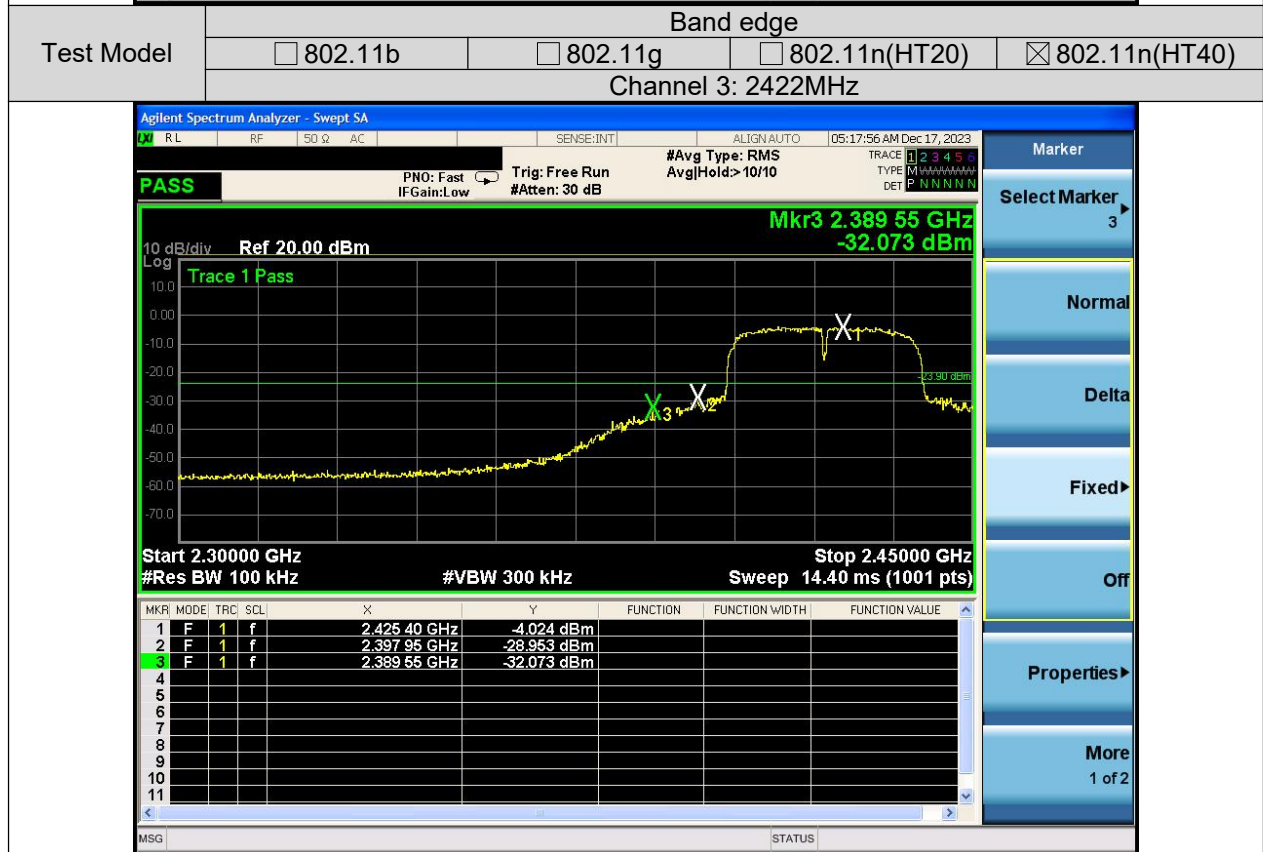 Band edge
Test Model
☐ 802.11b ☐ 802.11g ☐ 802.11n(HT20) ☒ 802.11n(HT40)
Channel 3: 2422MHz
Agilent Spectrum Analyzer - Swept SA
LXI RL RF 50 Ω AC SENSE:INT ALIGN AUTO 05:17:56 AM Dec 17, 2023
PASS
PNO: Fast
IFGain:Low
Trig: Free Run
#Atten: 30 dB
#Avg Type: RMS
Avg|Hold:> 10/10
TRACE 1 2 3 4 5 6
TYPE M WWWWW
DET P N N N N N
Mkr3 2.389 55 GHz
-32.073 dBm
10 dB/div Ref 20.00 dBm
Log
Trace 1 Pass
10.0
0.00
-10.0
-20.0
-30.0
-40.0
-50.0
-60.0
-70.0
-23.90 dBm
1
2
3
Start 2.30000 GHz Stop 2.45000 GHz
#Res BW 100 kHz #VBW 300 kHz Sweep 14.40 ms (1001 pts)
MKR MODE TRC SCL X Y FUNCTION FUNCTION WIDTH FUNCTION VALUE
1 F 1 f 2.425 40 GHz -4.024 dBm
2 F 1 f 2.397 95 GHz -28.953 dBm
3 F 1 f 2.389 55 GHz -32.073 dBm
4
5
6
7
8
9
10
11
MSG STATUS
Marker
Select Marker
3
Normal
Delta
Fixed
Off
Properties
More
1 of 2